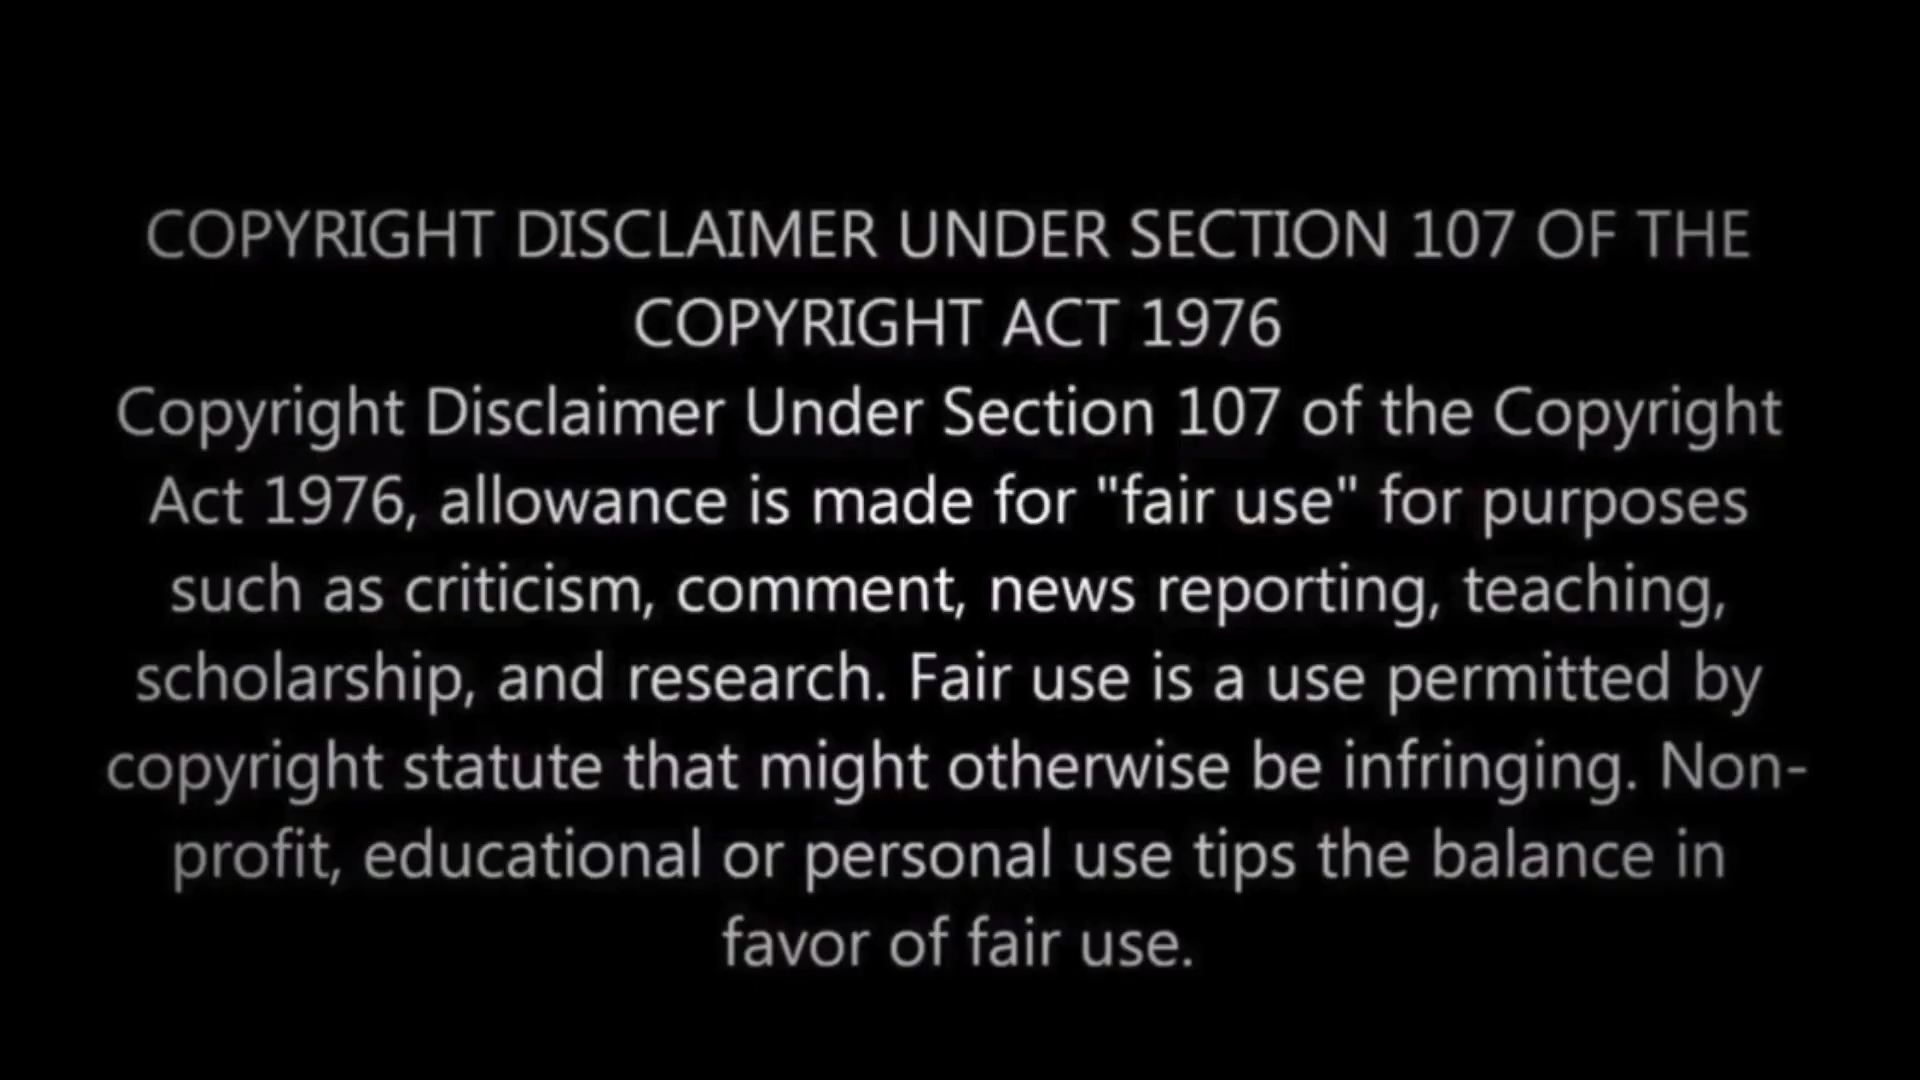 COPYRIGHT DISCLAIMER UNDER SECTION 107 OF THE
COPYRIGHT ACT 1976
Copyright Disclaimer Under Section 107 of the Copyright
Act 1976, allowance is made for "fair use" for purposes
such as criticism, comment, news reporting, teaching,
scholarship, and research. Fair use is a use permitted by
copyright statute that might otherwise be infringing. Non-
profit, educational or personal use tips the balance in
favor of fair use.